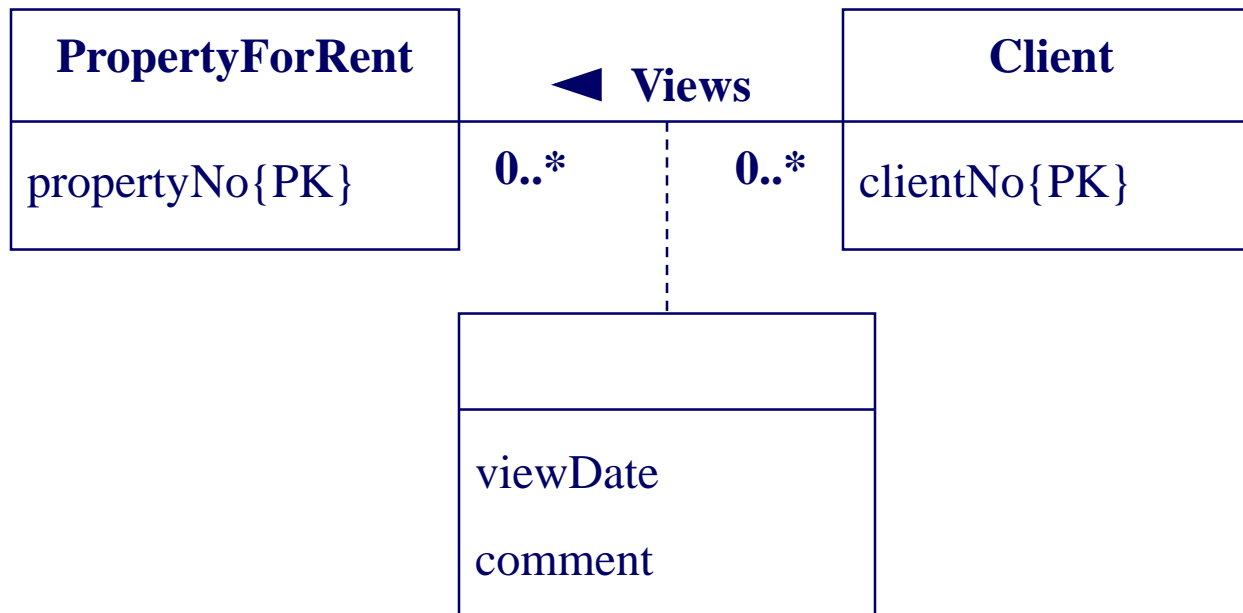 PropertyForRent
Views
Client
propertyNo{PK}
0..*
0..*
clientNo{PK}
viewDate
comment